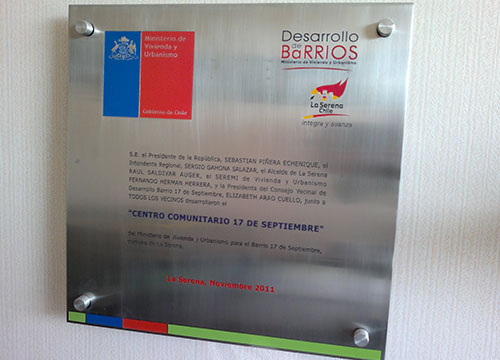 Ministerio de
Vivienda y
Urbanismo
Gobierno de Chile
Desarrollo
de
BaRRIOS
Ministerio de Vivienda y Urbanismo
La Serena
Chile
integra y avanza
S.E. el Presidente de la República, SEBASTIAN PIÑERA ECHENIQUE, el
Intendente Regional, SERGIO GAHONA SALAZAR, el Alcalde de La Serena
RAUL SALDIVAR AUGER, el SEREMI de Vivienda y Urbanismo
FERNANDO HERMAN HERRERA, y la Presidenta del Consejo Vecinal de
Desarrollo Barrio 17 de Septiembre, ELIZABETH ARAO CUELLO, junto a
TODOS LOS VECINOS desarrollaron el
"CENTRO COMUNITARIO 17 DE SEPTIEMBRE"
del Ministerio de Vivienda y Urbanismo para el Barrio 17 de Septiembre,
comuna de La Serena.
La Serena, Noviembre 2011